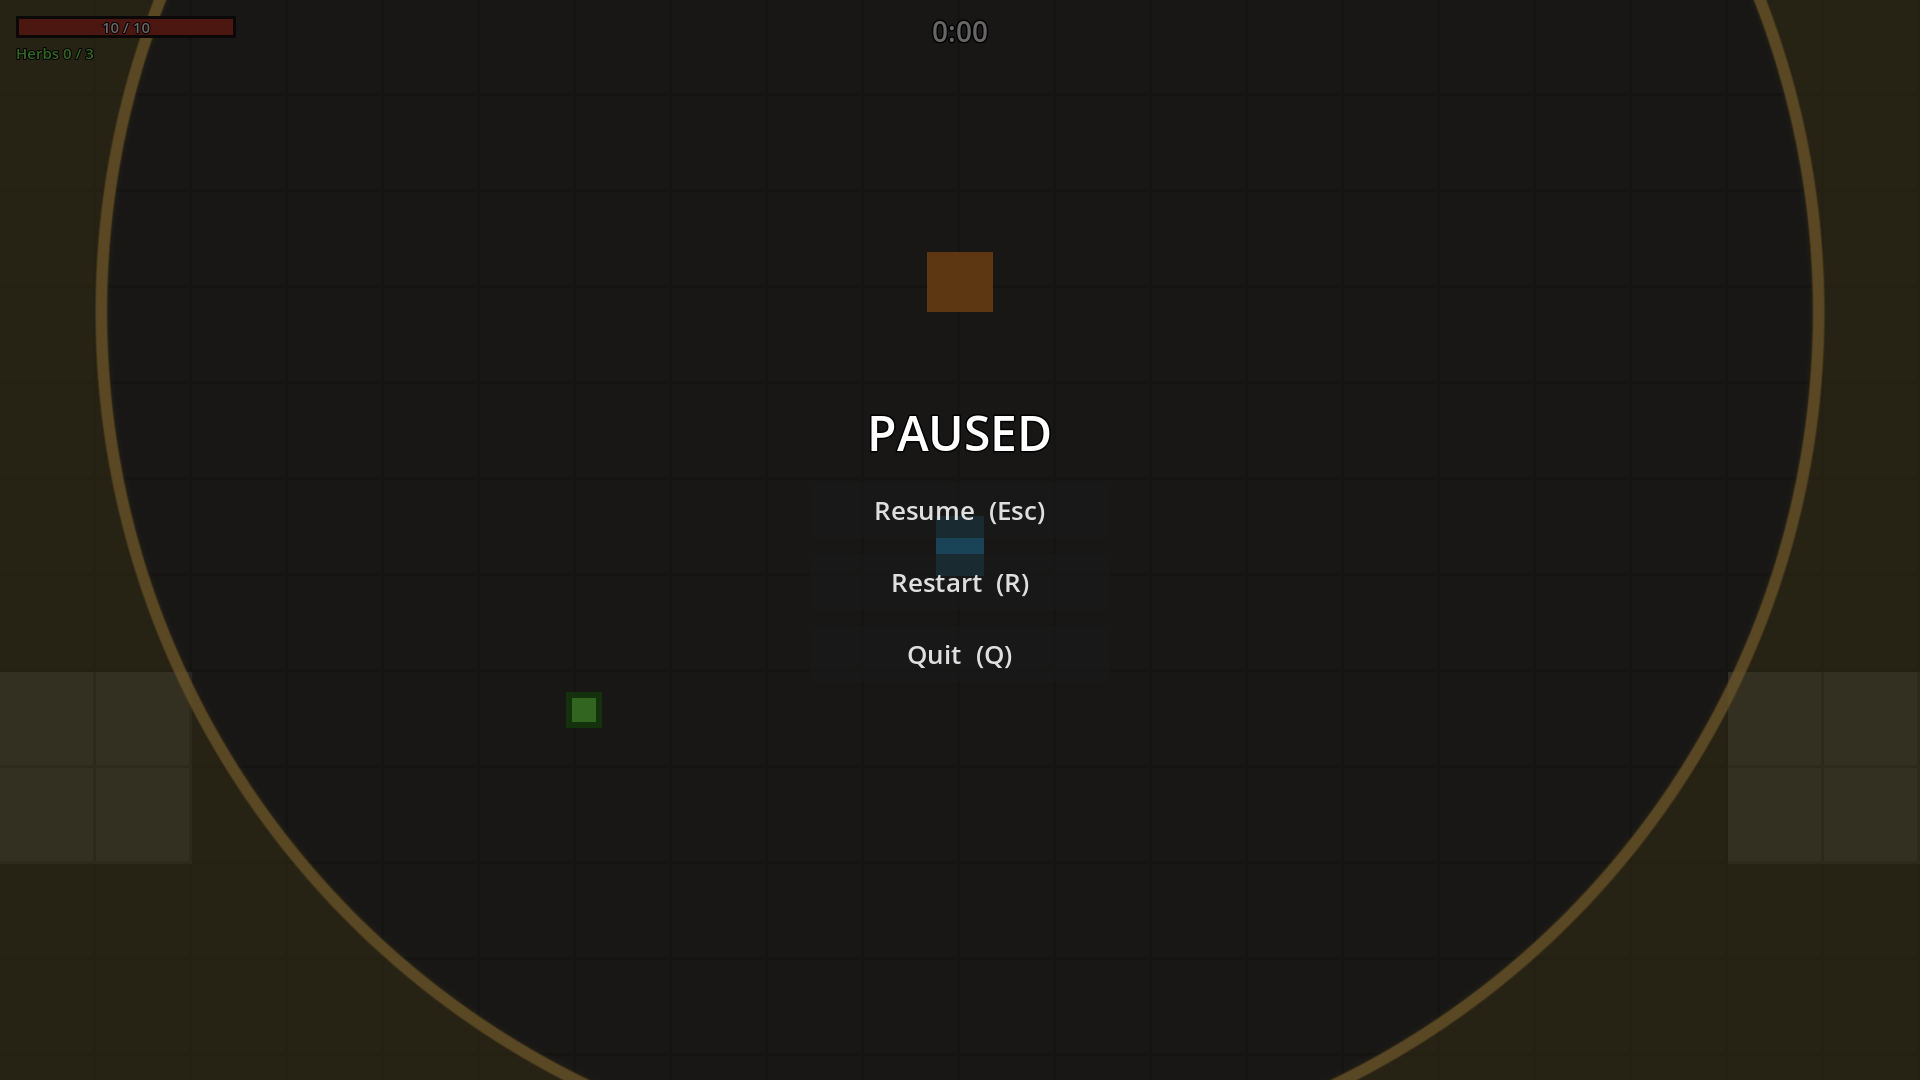 10 / 10
0:00
Herbs 0 / 3
PAUSED
Resume (Esc)
Restart (R)
Quit (Q)